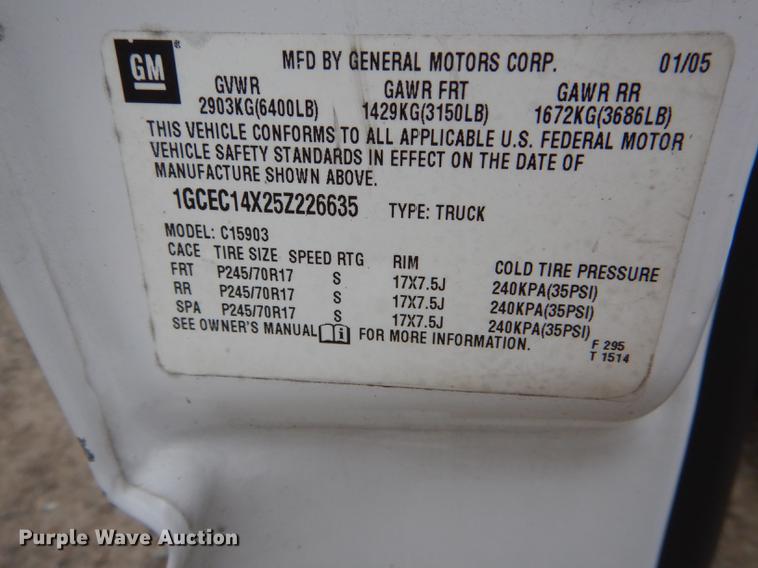 GM ® MFD BY GENERAL MOTORS CORP. 01/05
GVWR GAWR FRT GAWR RR
2903KG(6400LB) 1429KG(3150LB) 1672KG(3686LB)
THIS VEHICLE CONFORMS TO ALL APPLICABLE U.S. FEDERAL MOTOR
VEHICLE SAFETY STANDARDS IN EFFECT ON THE DATE OF
MANUFACTURE SHOWN ABOVE.
1GCEC14X25Z226635 TYPE: TRUCK
MODEL: C15903
CACE TIRE SIZE SPEED RTG RIM COLD TIRE PRESSURE
FRT P245/70R17 S 17X7.5J 240KPA(35PSI)
RR P245/70R17 S 17X7.5J 240KPA(35PSI)
SPA P245/70R17 S 17X7.5J 240KPA(35PSI)
SEE OWNER'S MANUAL i FOR MORE INFORMATION.
F 295
T 1514
Purple Wave Auction